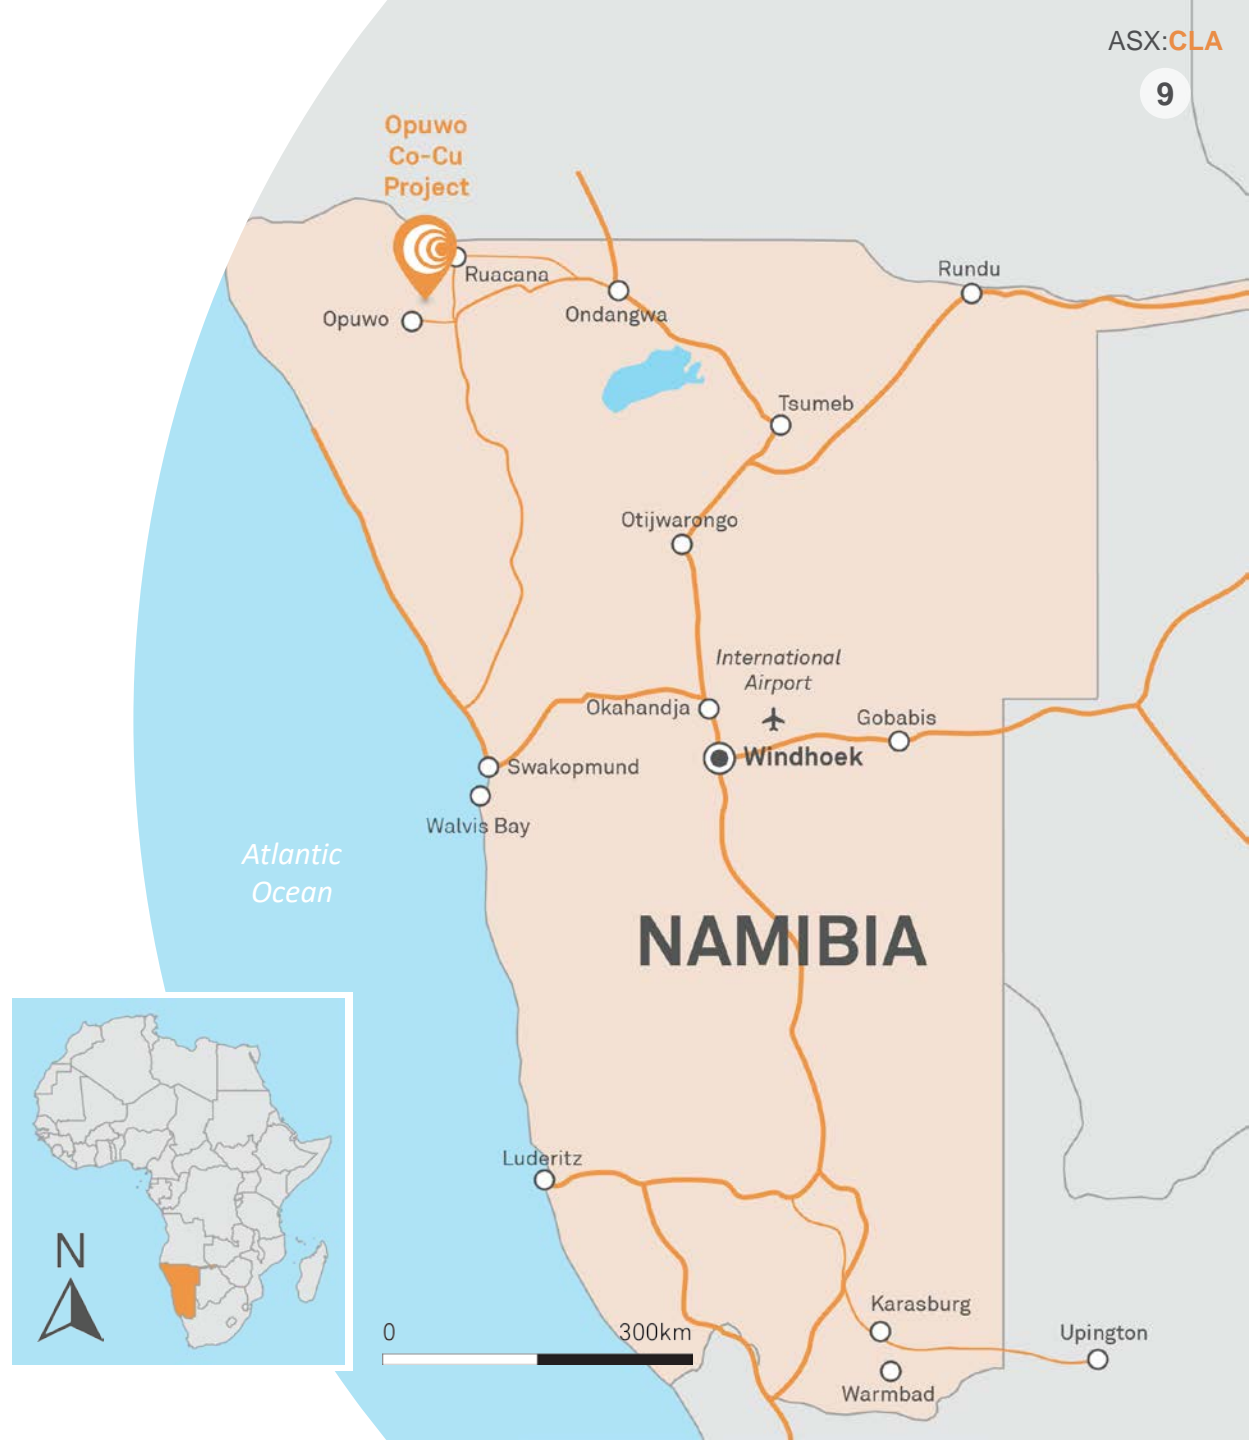 ASX:CLA
9
Opuwo
Co-Cu
Project
Ruacana
Rundu
Opuwo
Ondangwa
Tsumeb
Otijwarongo
International
Airport
Okahandja
Gobabis
Windhoek
Swakopmund
Walvis Bay
Atlantic
Ocean
NAMIBIA
Luderitz
N
0
300km
Karasburg
Upington
Warmbad